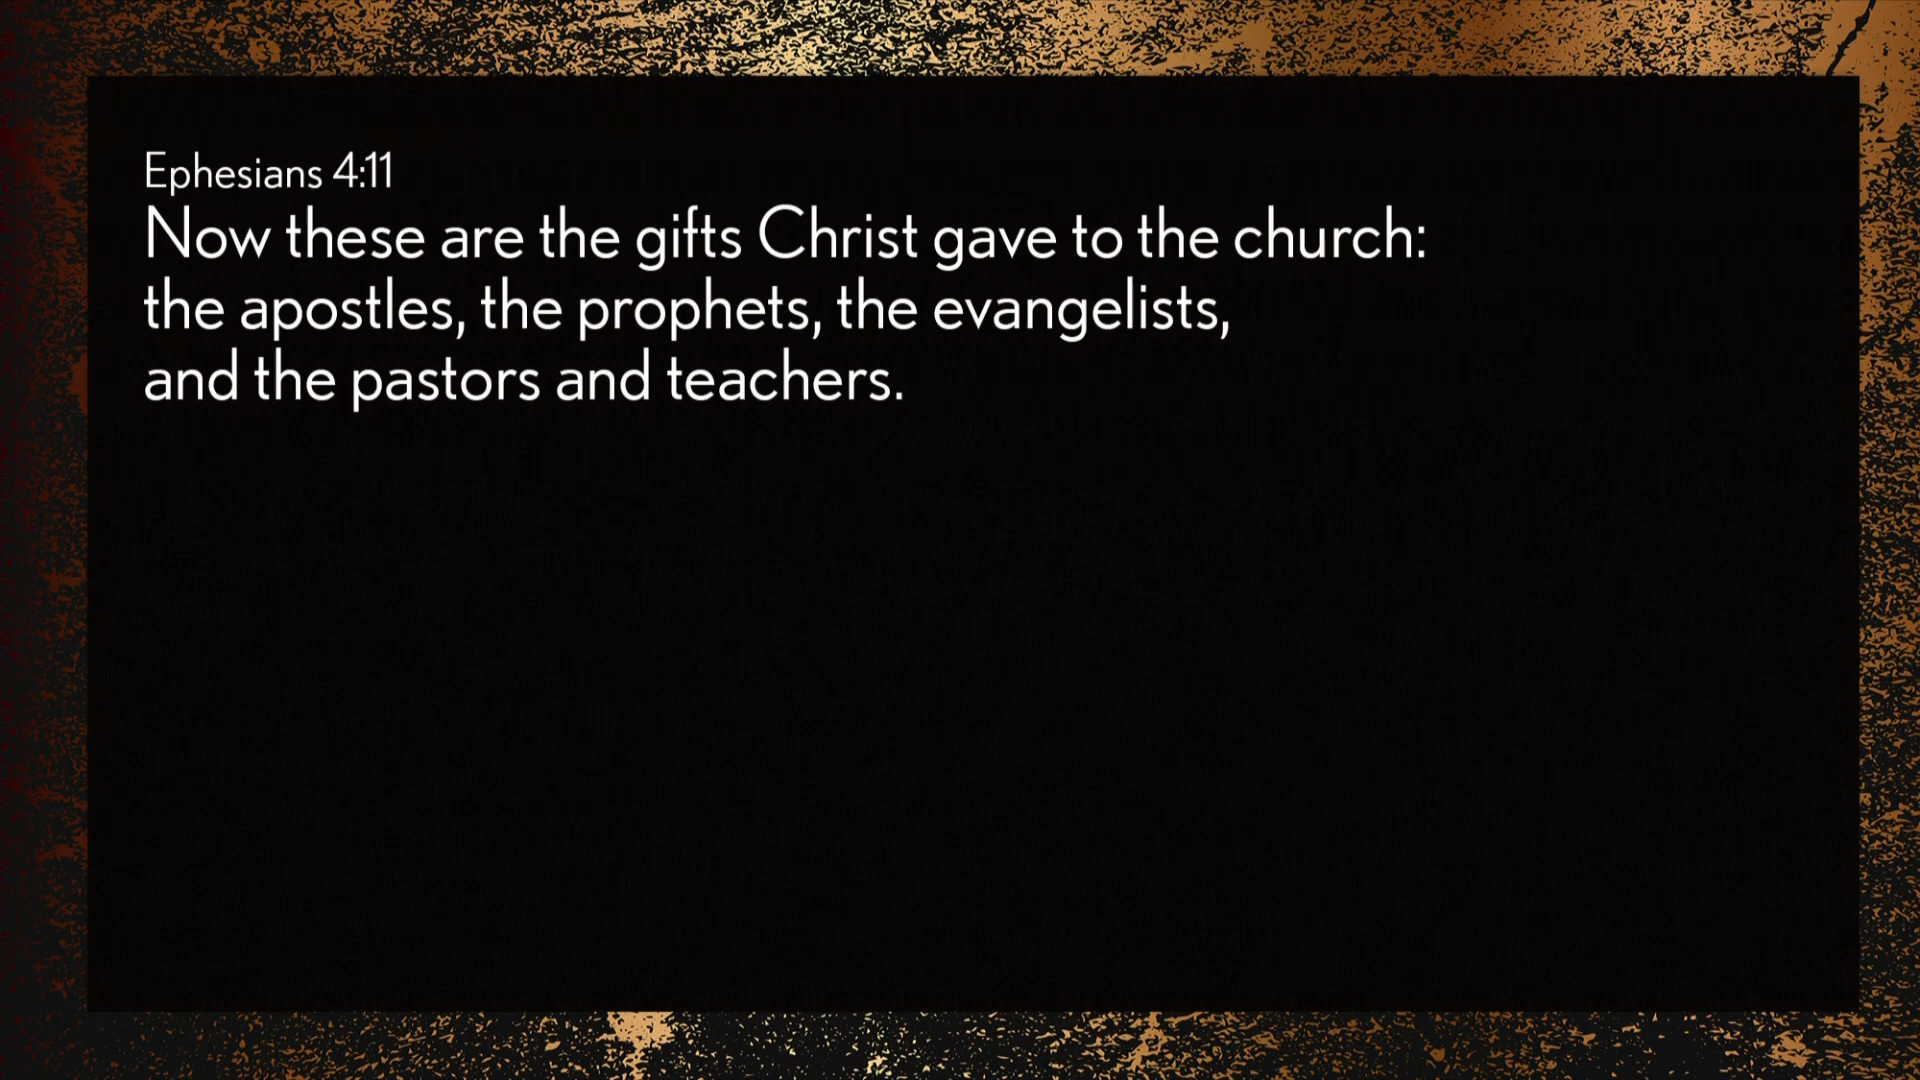 Ephesians 4:11
Now these are the gifts Christ gave to the church:
the apostles, the prophets, the evangelists,
and the pastors and teachers.